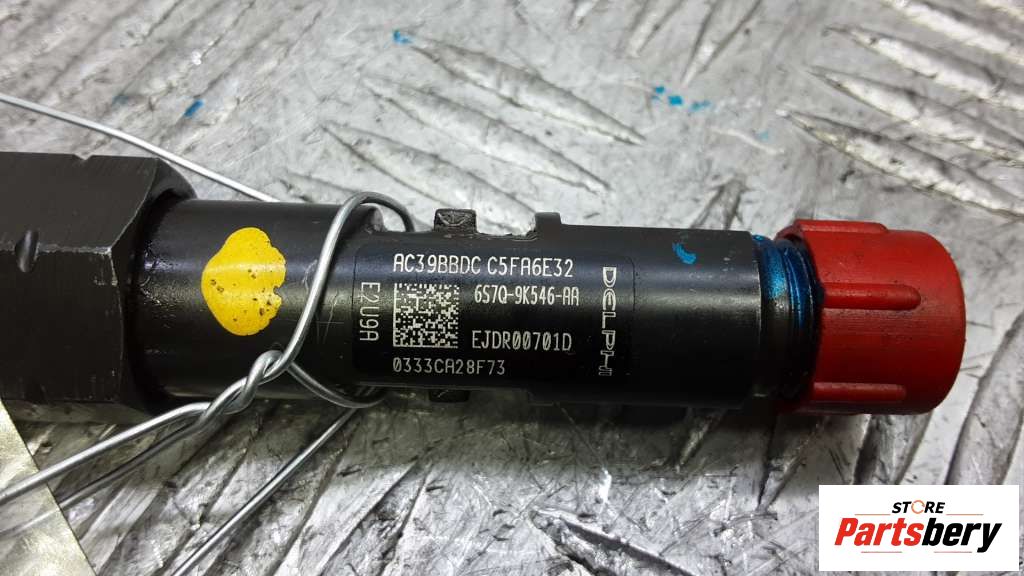 AC39BBDC C5FA6E32
E2U9A
6S7Q-9K546-AA
EJDR00701D
0333CA28F73
DELPHI
STORE
Partsbery